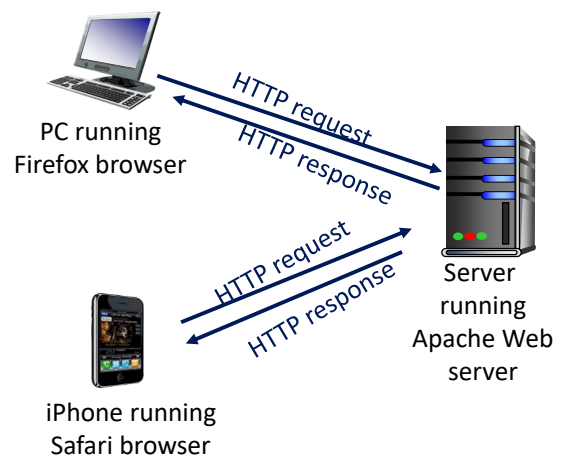 HTTP request
HTTP response
PC running
Firefox browser
HTTP request
HTTP response
Server
running
Apache Web
server
iPhone running
Safari browser